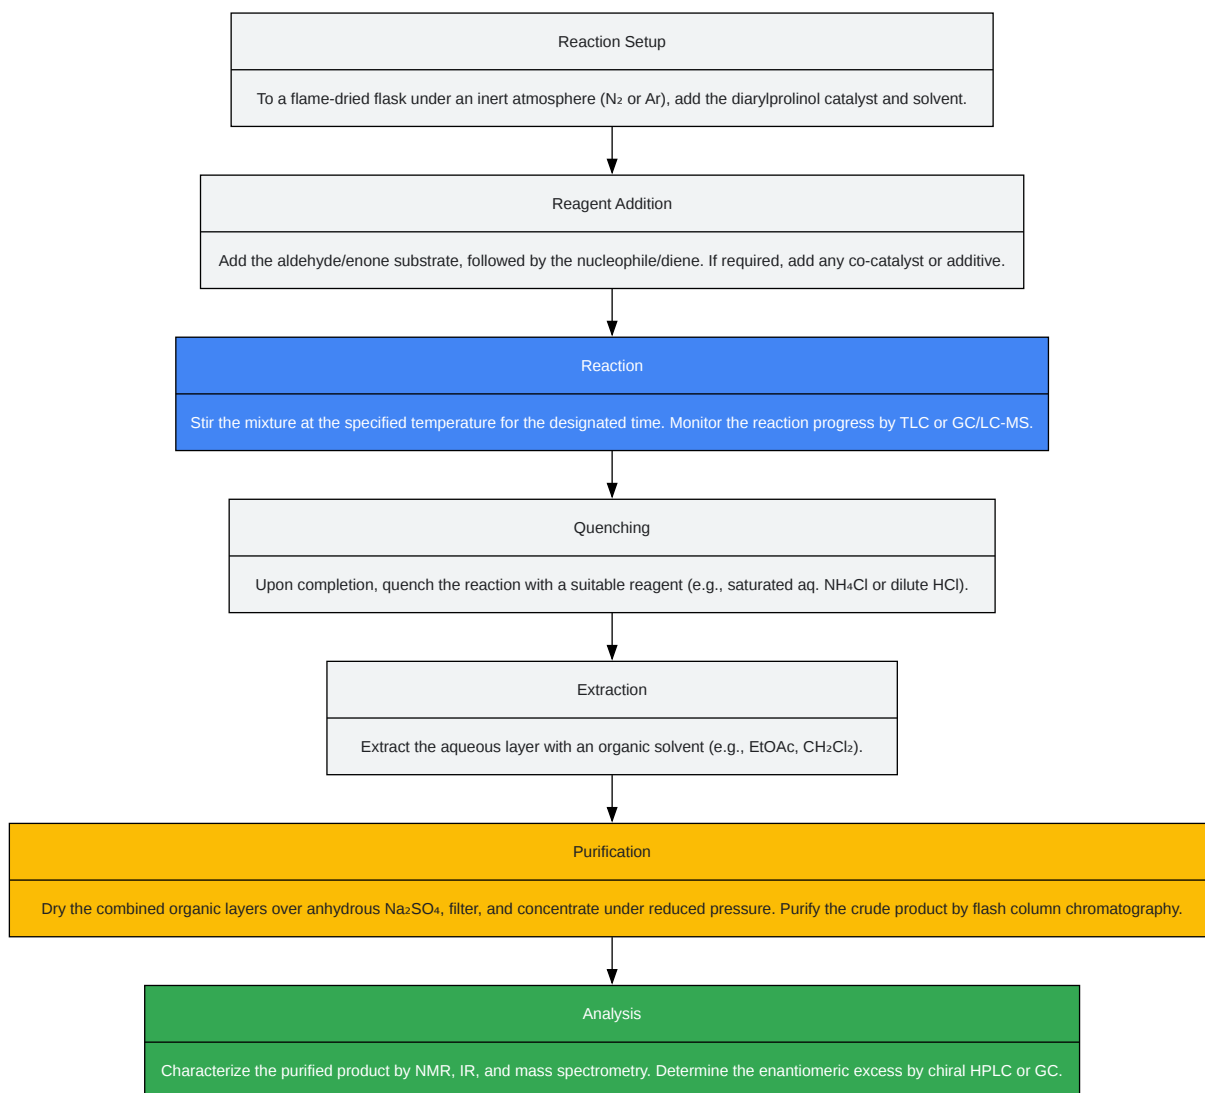 Reaction Setup
To a flame-dried flask under an inert atmosphere (N₂ or Ar), add the diarylprolinol catalyst and solvent.
Reagent Addition
Add the aldehyde/enone substrate, followed by the nucleophile/diene. If required, add any co-catalyst or additive.
Reaction
Stir the mixture at the specified temperature for the designated time. Monitor the reaction progress by TLC or GC/LC-MS.
Quenching
Upon completion, quench the reaction with a suitable reagent (e.g., saturated aq. NH₄Cl or dilute HCl).
Extraction
Extract the aqueous layer with an organic solvent (e.g., EtOAc, CH₂Cl₂).
Purification
Dry the combined organic layers over anhydrous Na₂SO₄, filter, and concentrate under reduced pressure. Purify the crude product by flash column chromatography.
Analysis
Characterize the purified product by NMR, IR, and mass spectrometry. Determine the enantiomeric excess by chiral HPLC or GC.